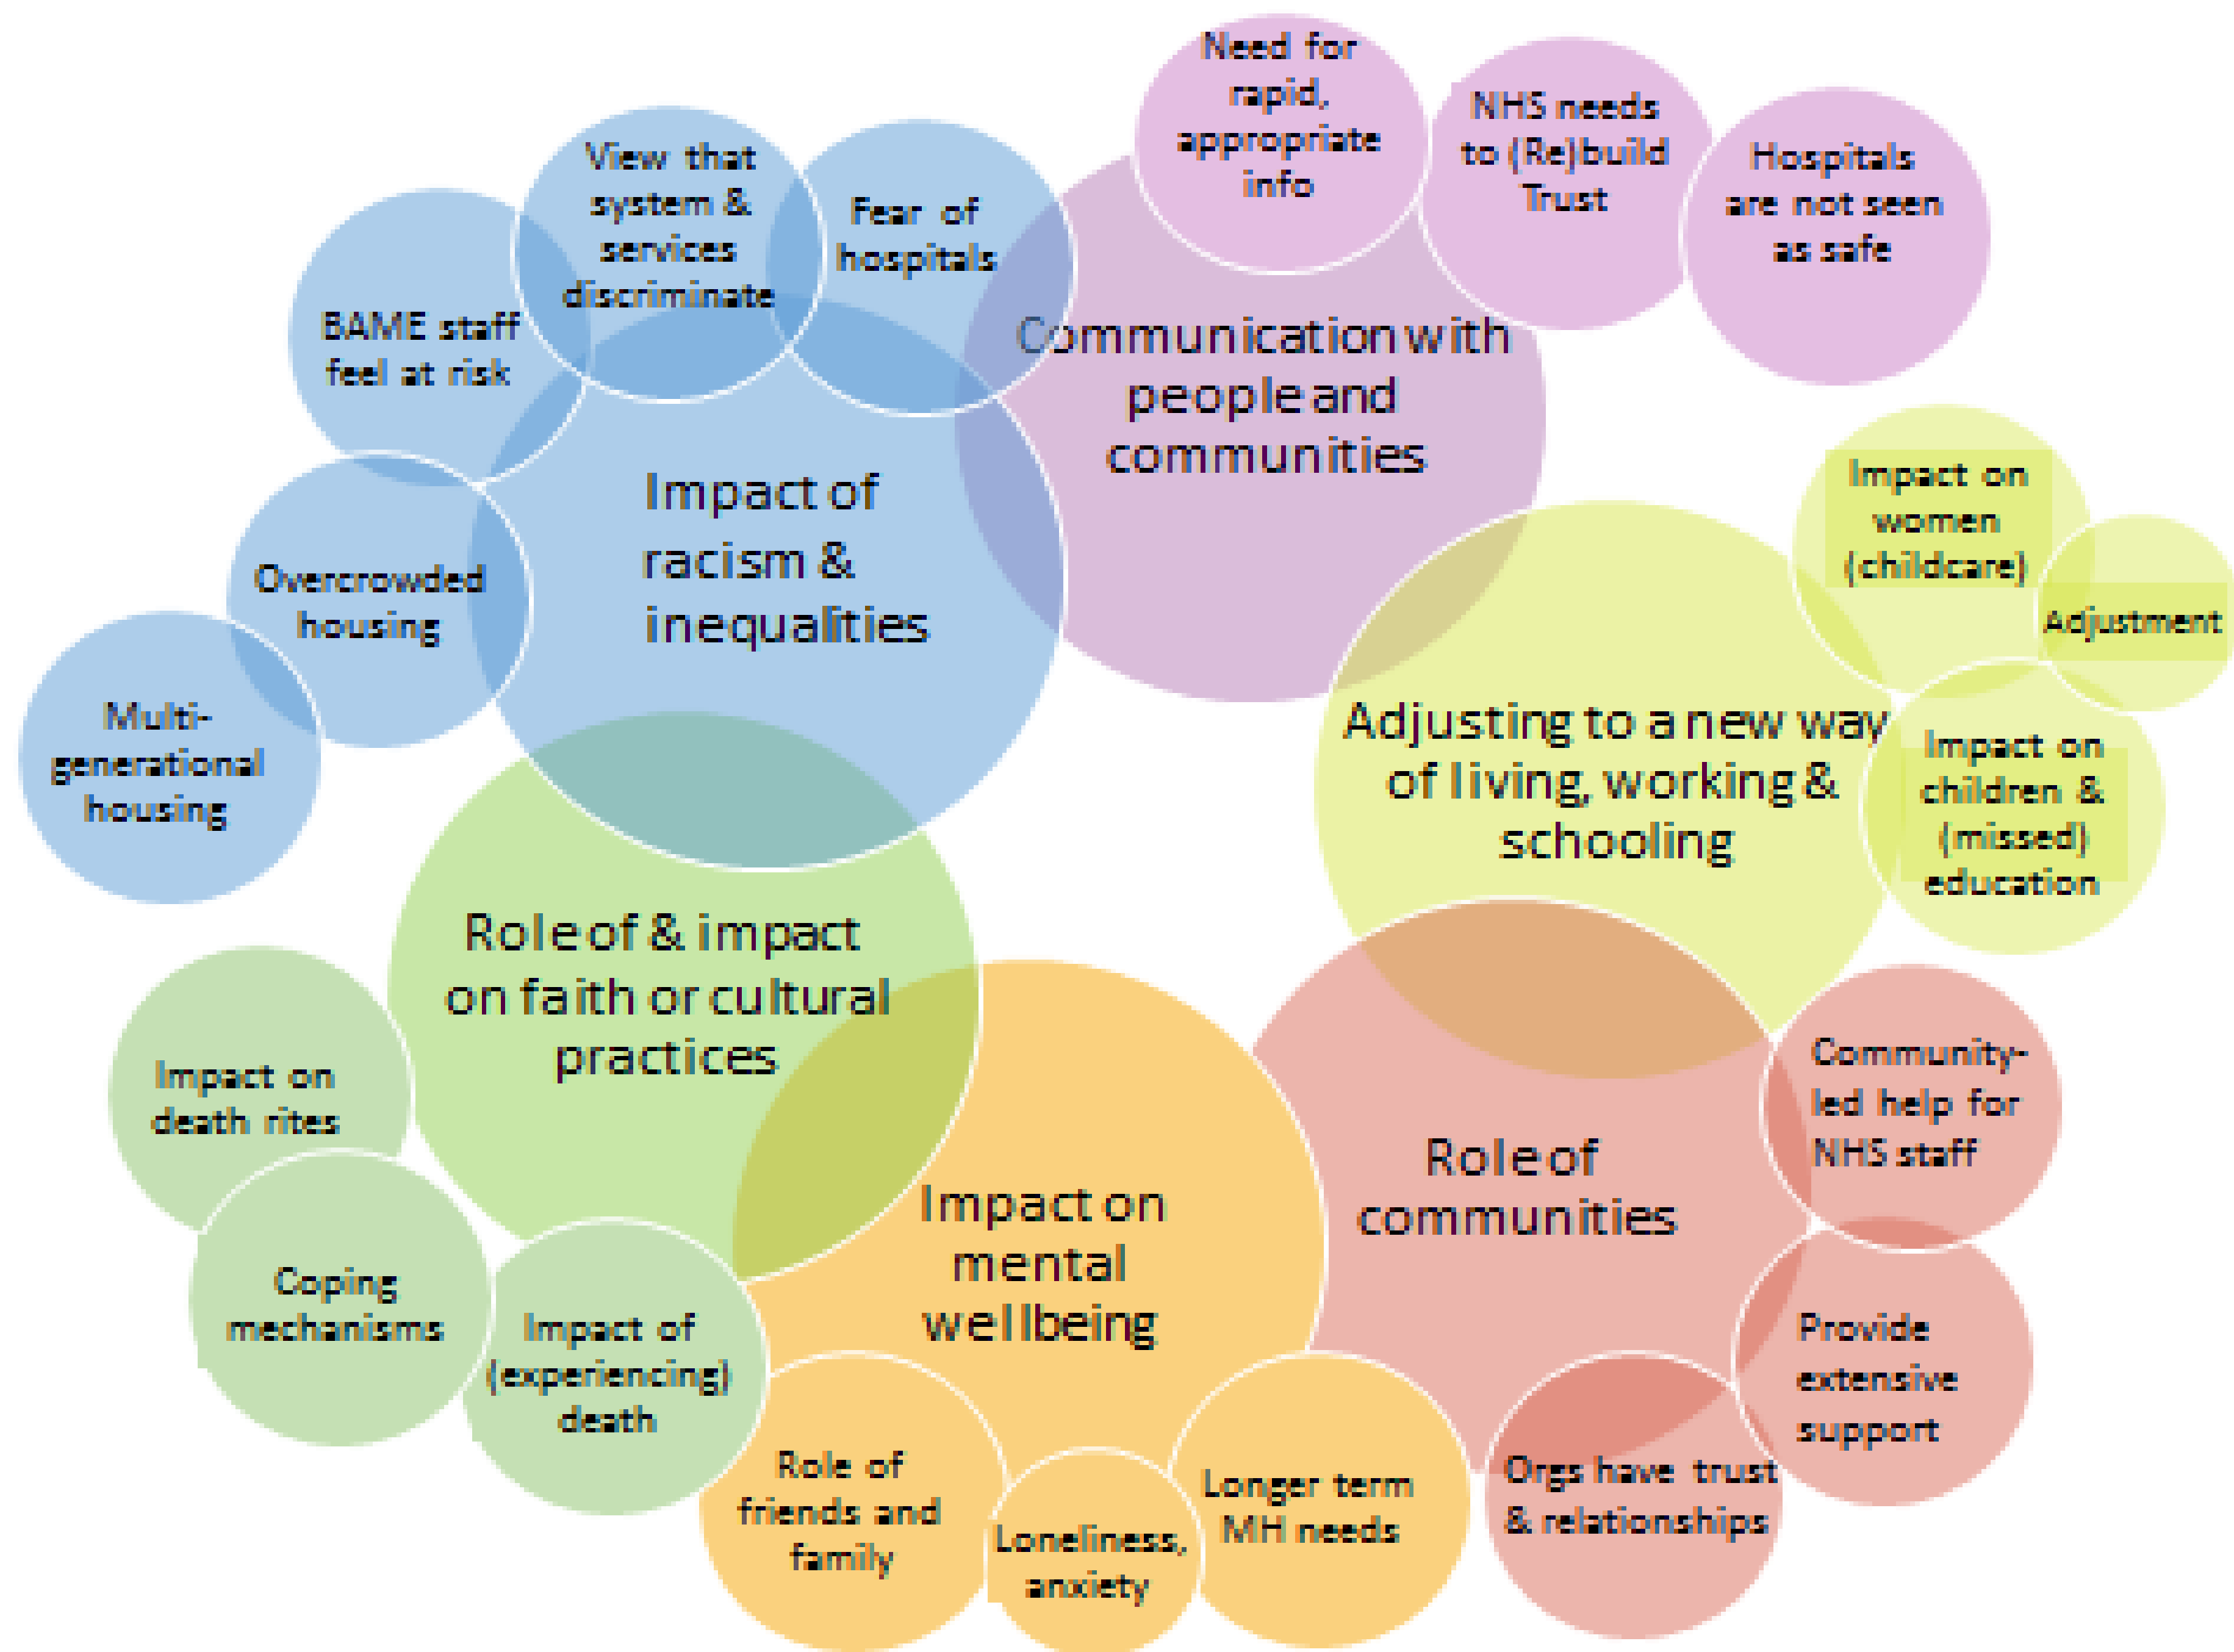 Need for
rapid,
appropriate
info
NHS needs
to (Re)build
Trust
Hospitals
are not seen
as safe
Communication with
people and
communities
View that
system &
services
discriminate
Fear of
hospitals
BAME staff
feel at risk
Overcrowded
housing
Multi-
generational
housing
Impact of
racism &
inequalities
Impact on
women
(childcare)
Adjustment
Impact on
children &
(missed)
education
Adjusting to a new way
of living, working &
schooling
Role of & impact
on faith or cultural
practices
Impact on
death rites
Coping
mechanisms
Impact of
(experiencing)
death
Impact on
mental
wellbeing
Role of
friends and
family
Loneliness,
anxiety
Longer term
MH needs
Role of
communities
Community-
led help for
NHS staff
Provide
extensive
support
Orgs have trust
& relationships